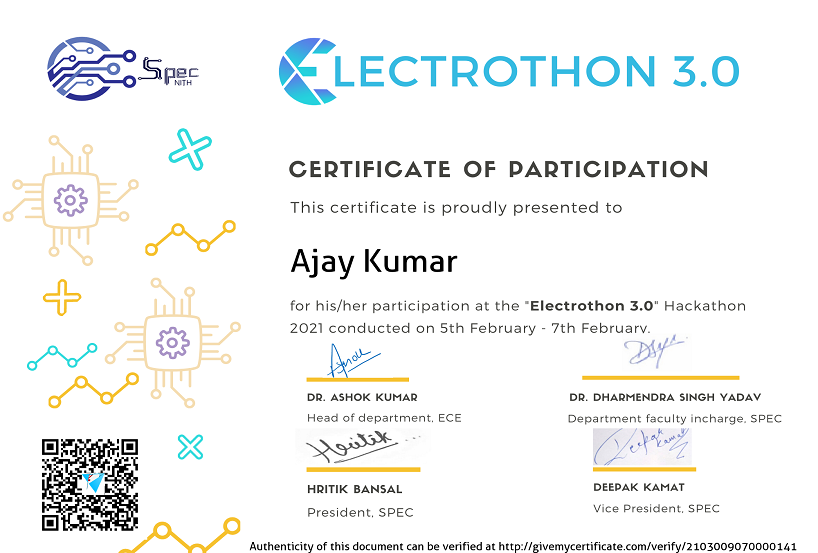 Spec
NITH
ELECTROTHON 3.0
CERTIFICATE OF PARTICIPATION
This certificate is proudly presented to
Ajay Kumar
for his/her participation at the "Electrothon 3.0" Hackathon
2021 conducted on 5th February - 7th February.
DR. ASHOK KUMAR
Head of department, ECE
DR. DHARMENDRA SINGH YADAV
Department faculty incharge, SPEC
Hritik
HRITIK BANSAL
President, SPEC
Deepak Kamat
DEEPAK KAMAT
Vice President, SPEC
Authenticity of this document can be verified at http://givemycertificate.com/verify/2103009070000141